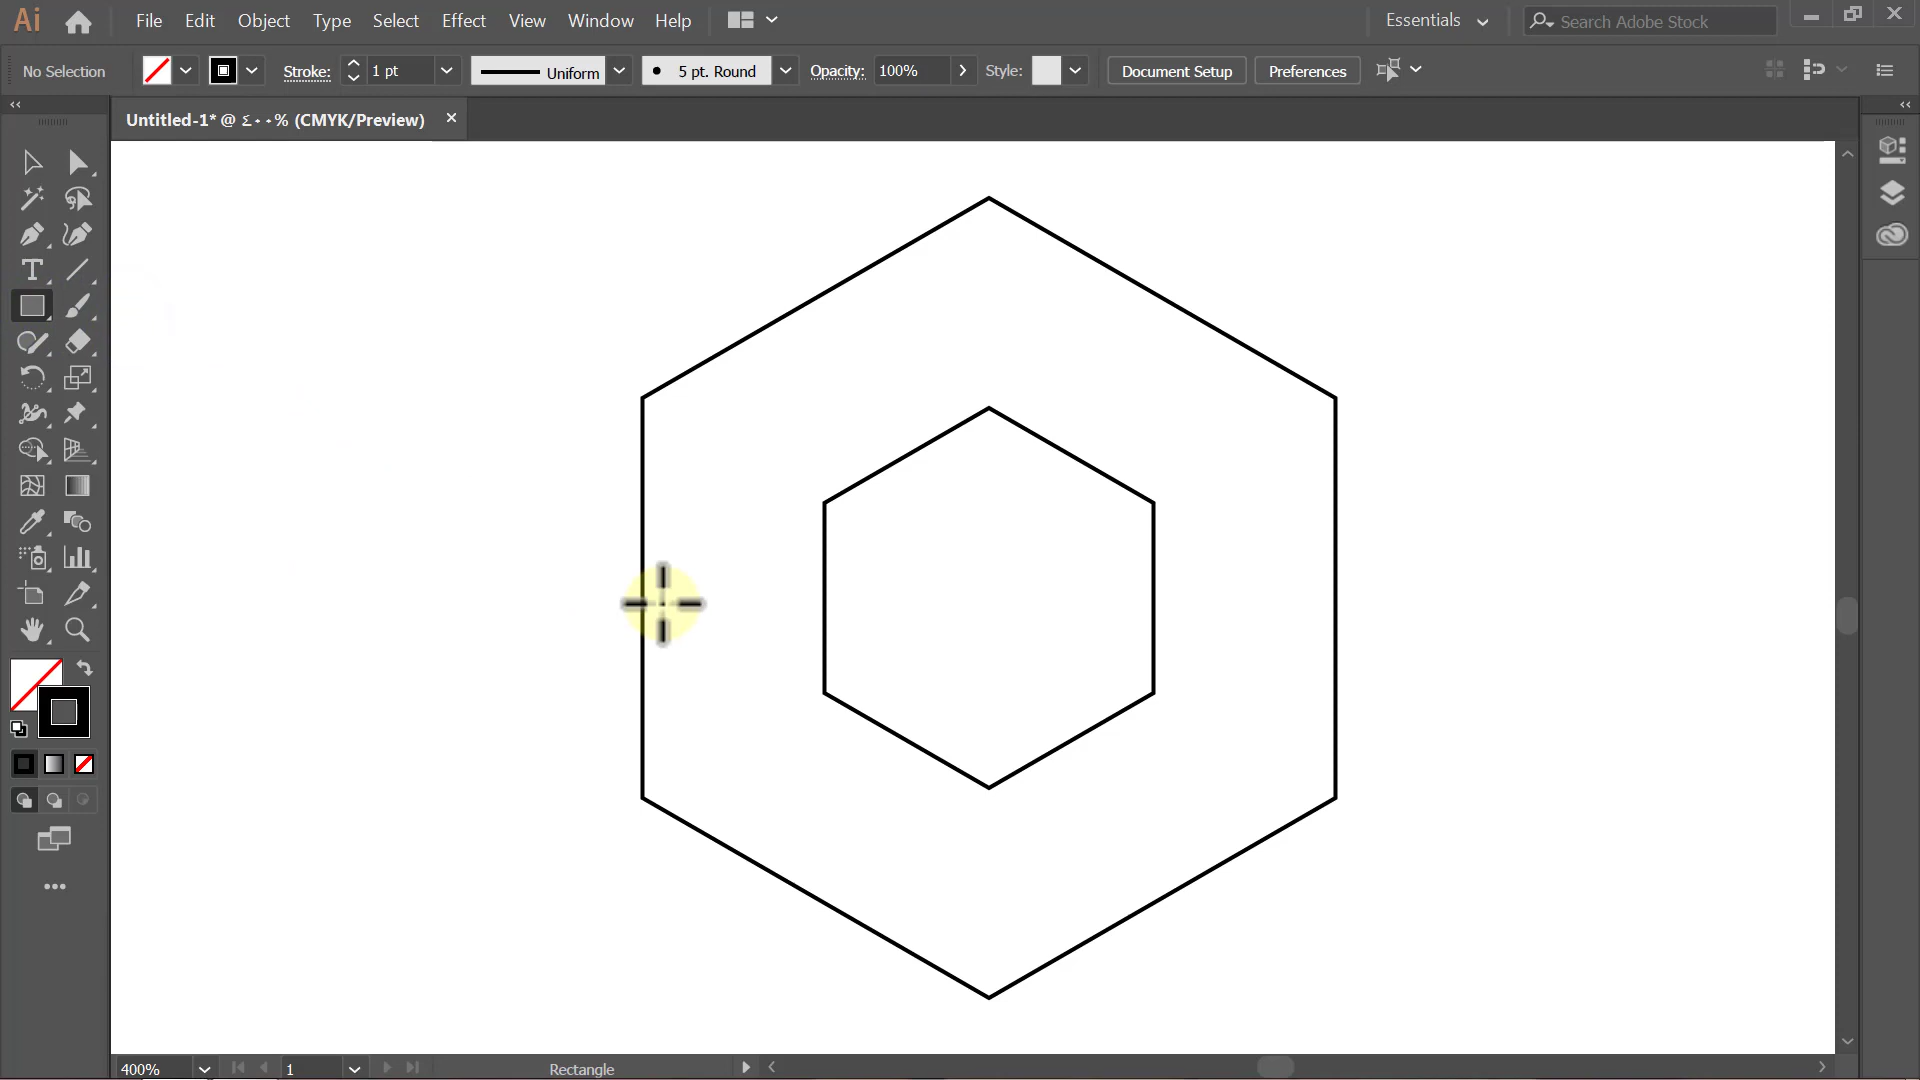 Ai File Edit Object Type Select Effect View Window Help Essentials Search Adobe Stock
No Selection Stroke: 1 pt Uniform 5 pt. Round Opacity: 100% Style: Document Setup Preferences
Untitled-1* @ ٤٠٠% (CMYK/Preview)
400% 1 Rectangle